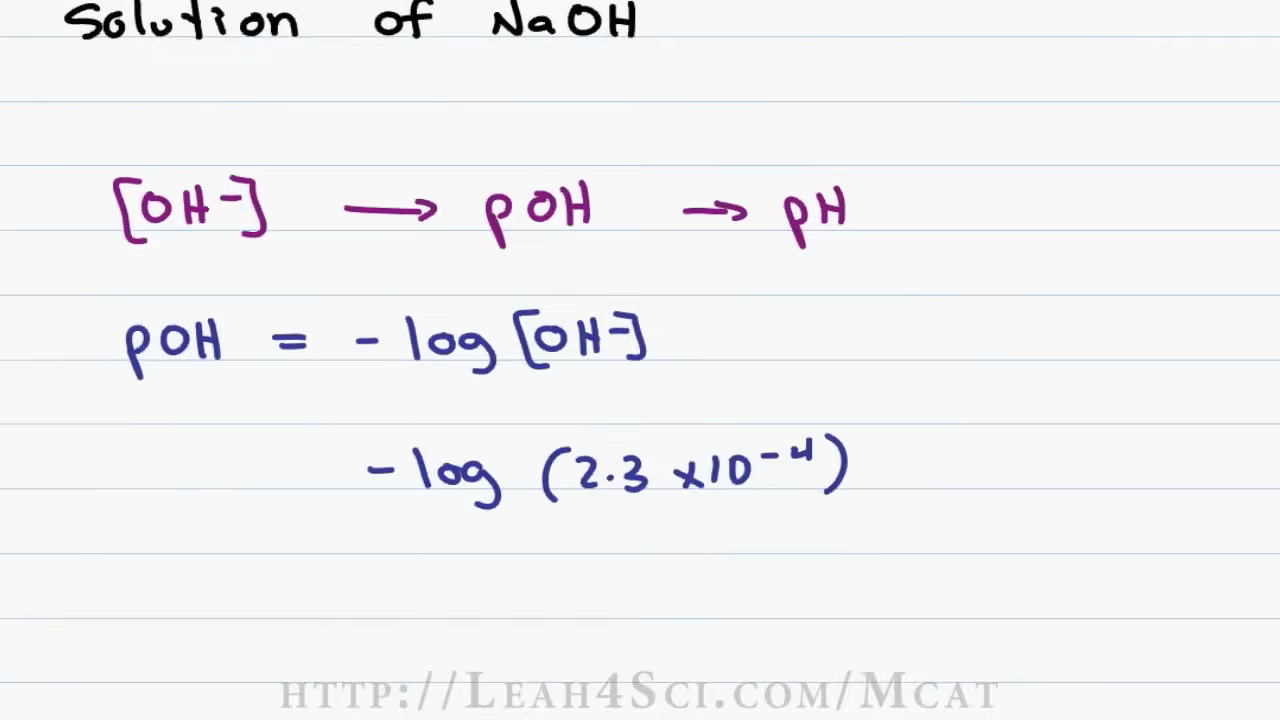 Solution of NaOH
[OH-] → pOH → pH
pOH = - log [OH-]
- log (2.3 x10-4)
HTTP://LEAH4SCI.COM/MCAT